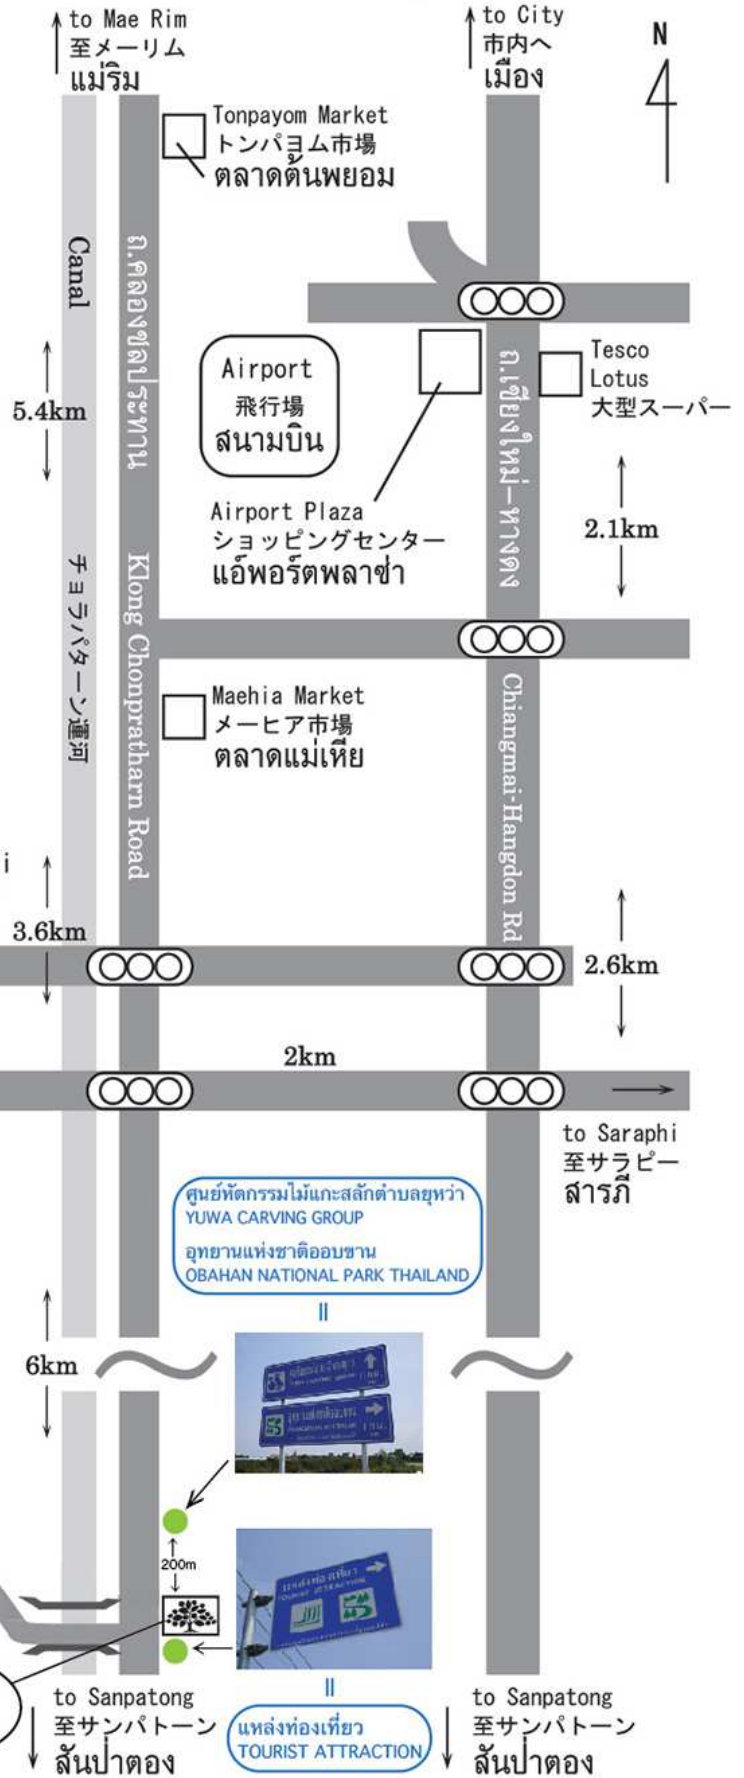 to Mae Rim
至メーリム
แม่ริม
to City
市内へ
เมือง
N
Tonpayom Market
トンパヨム市場
ตลาดต้นพยอม
Canal
ถ.คลองชลประทาน
Airport
飛行場
สนามบิน
ถ.เชียงใหม่-หางดง
Tesco
Lotus
大型スーパー
5.4km
Airport Plaza
ショッピングセンター
แอ์พอร์ตพลาซ่า
2.1km
チョラパターン運河
Klong Chonpratharn Road
Maehia Market
メーヒア市場
ตลาดแม่เหียะ
Chiangmai-Hangdon Rd
i
3.6km
2.6km
2km
to Saraphi
至サラピー
สารภี
ศูนย์หัตกรรมไม้แกะสลักตำบลยุหว่า
YUWA CARVING GROUP
อุทยานแห่งชาติออบขาน
OBAHAN NATIONAL PARK THAILAND
6km
200m
แหล่งท่องเที่ยว
TOURIST ATTRACTION
to Sanpatong
至サンパトーン
สันป่าตอง
แหล่งท่องเที่ยว
TOURIST ATTRACTION
to Sanpatong
至サンパトーン
สันป่าตอง